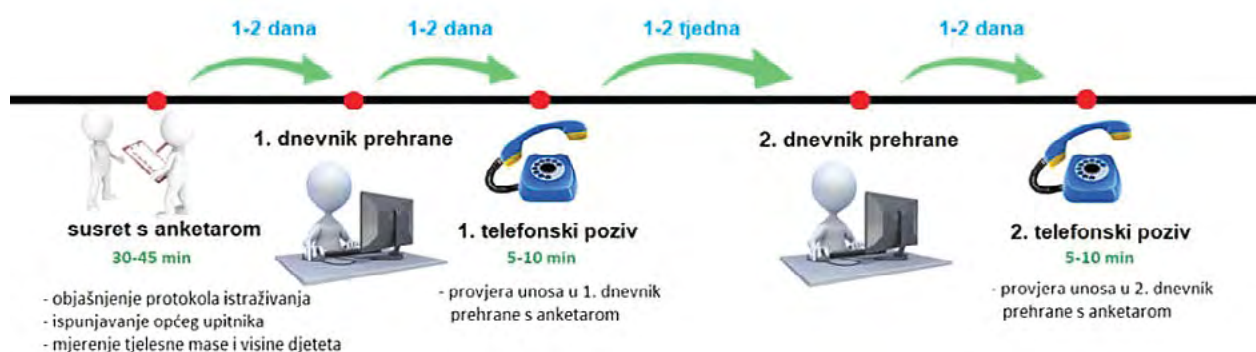 1-2 dana
1-2 dana
1-2 tjedna
1-2 dana
susret s anketarom
30-45 min
- objašnjenje protokola istraživanja
- ispunjavanje općeg upitnika
- mjerenje tjelesne mase i visine djeteta
1. dnevnik prehrane
1. telefonski poziv
5-10 min
- provjera unosa u 1. dnevnik
prehrane s anketarom
2. dnevnik prehrane
2. telefonski poziv
5-10 min
- provjera unosa u 2. dnevnik
prehrane s anketarom